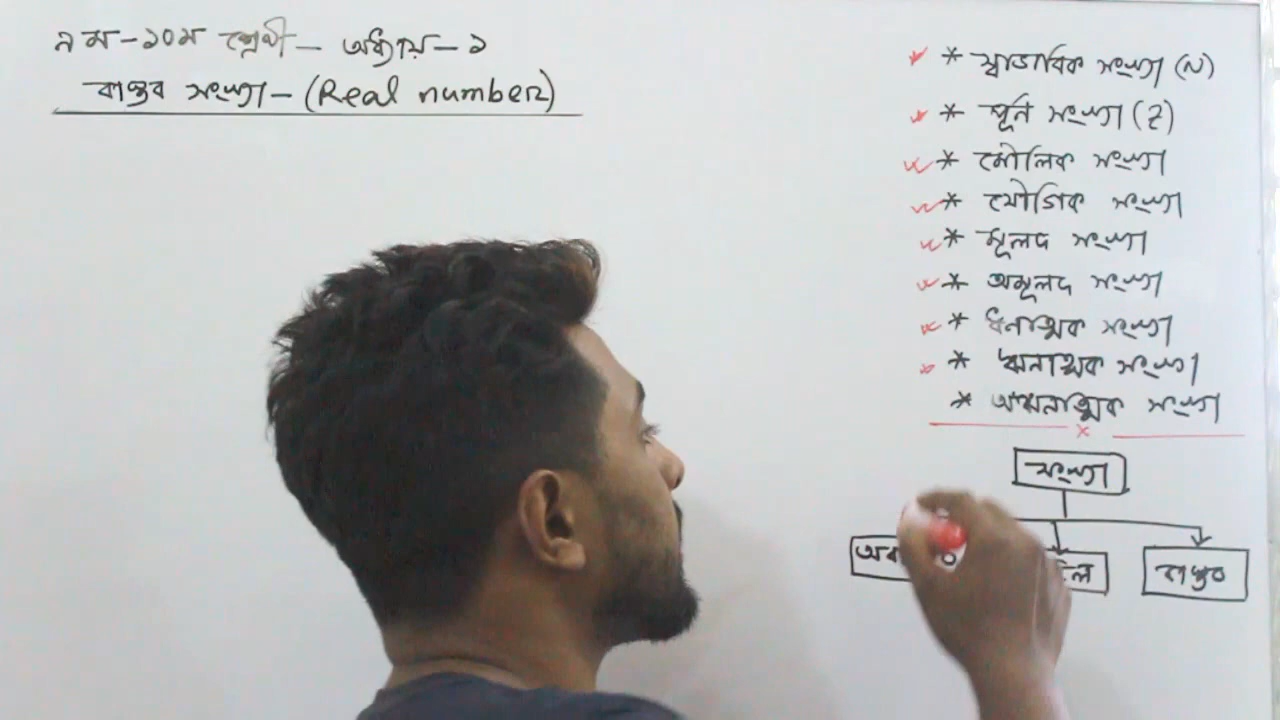 ৯ম-১০ম শ্রেণী- অধ্যায়-১
বাস্তব সংখ্যা-(Real number)
* স্বাভাবিক সংখ্যা (N)
* পূর্ন সংখ্যা (Z)
* মৌলিক সংখ্যা
* যৌগিক সংখ্যা
* মূলদ সংখ্যা
* অমূলদ সংখ্যা
* ধনাত্মক সংখ্যা
* ঋনাত্মক সংখ্যা
* অঋনাত্মক সংখ্যা
সংখ্যা
বাস্তব